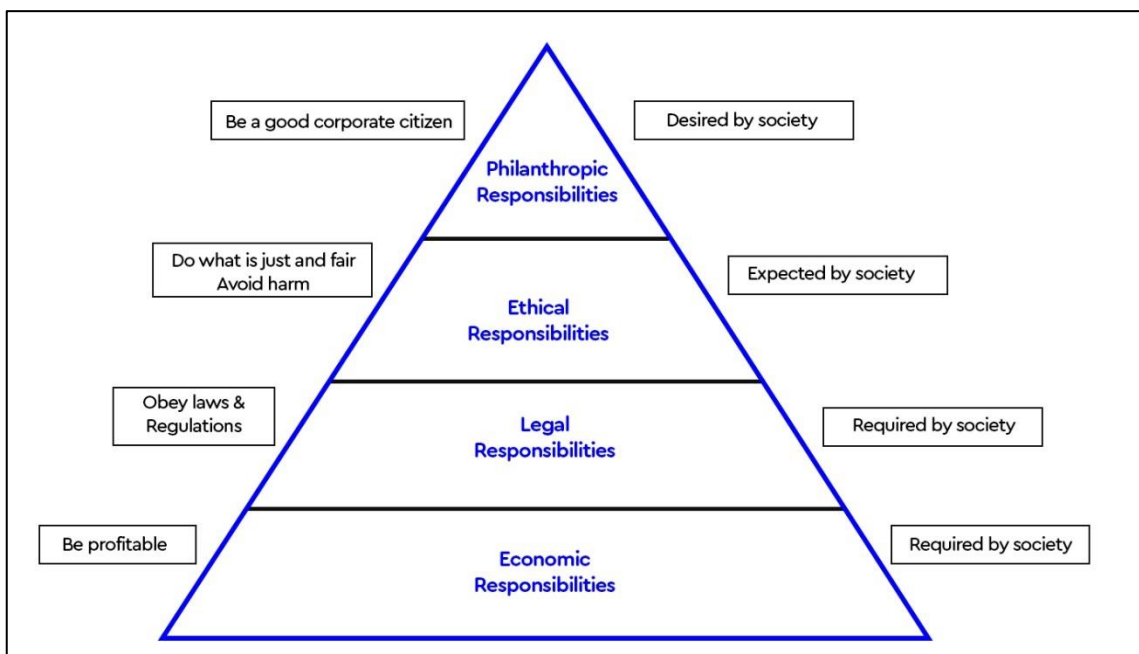 Be a good corporate citizen
Desired by society
Philanthropic
Responsibilities
Do what is just and fair
Avoid harm
Expected by society
Ethical
Responsibilities
Obey laws &
Regulations
Legal
Responsibilities
Required by society
Be profitable
Economic
Responsibilities
Required by society